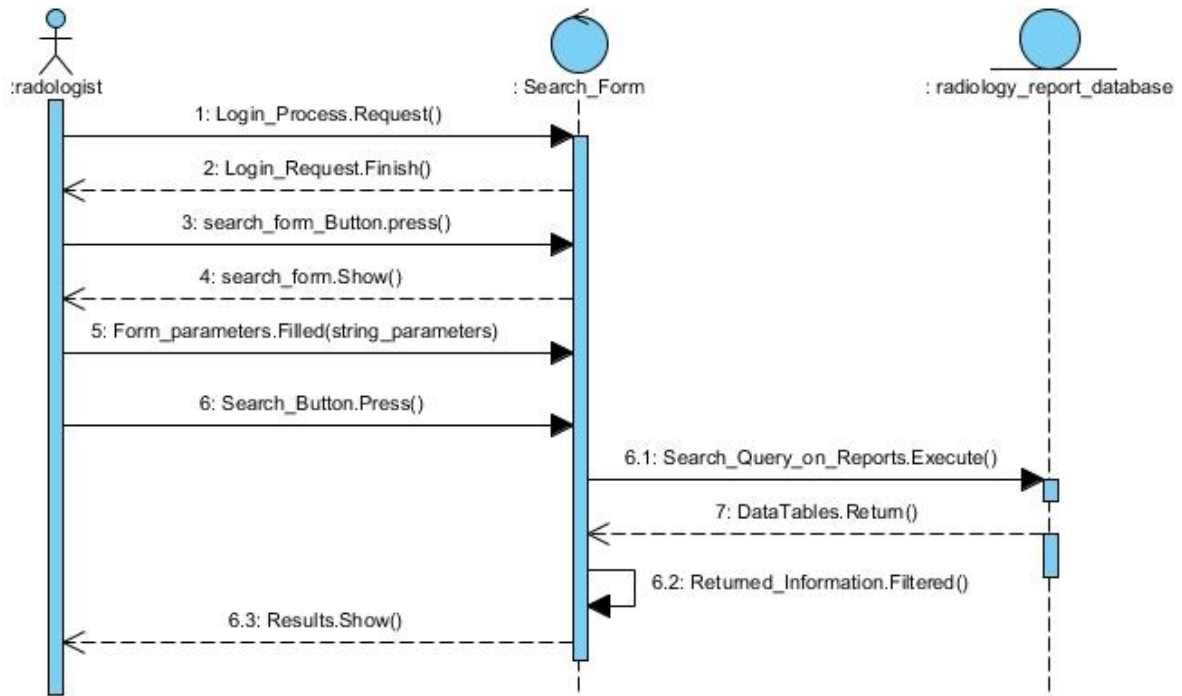 :radologist
: Search_Form
: radiology_report_database
1: Login_Process.Request()
2: Login_Request.Finish()
3: search_form_Button.press()
4: search_form.Show()
5: Form_parameters.Filled(string_parameters)
6: Search_Button.Press()
6.1: Search_Query_on_Reports.Execute()
7: DataTables.Return()
6.2: Returned_Information.Filtered()
6.3: Results.Show()